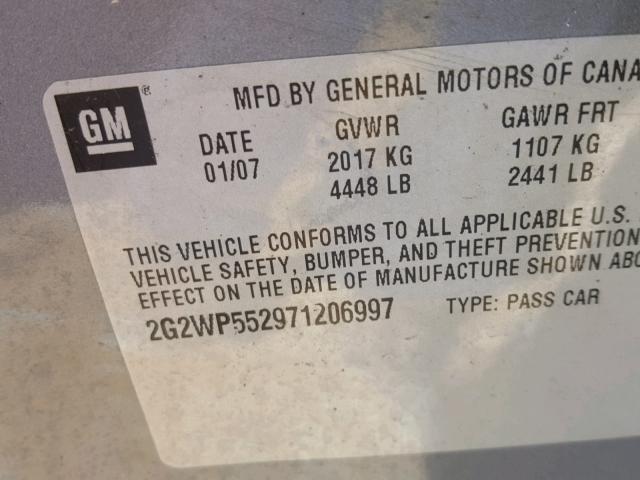 GM
®
MFD BY GENERAL MOTORS OF CANA
DATE GVWR GAWR FRT
01/07 2017 KG 1107 KG
4448 LB 2441 LB
THIS VEHICLE CONFORMS TO ALL APPLICABLE U.S.
VEHICLE SAFETY, BUMPER, AND THEFT PREVENTION
EFFECT ON THE DATE OF MANUFACTURE SHOWN ABO
2G2WP552971206997 TYPE: PASS CAR